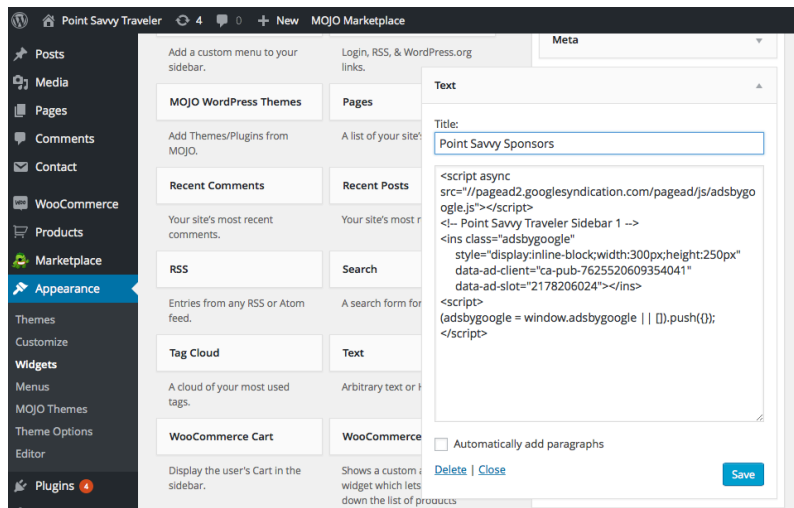 Point Savvy Traveler 4 0 + New MOJO Marketplace
Posts
Media
Pages
Comments
Contact
WooCommerce
Products
Marketplace
Appearance
Themes
Customize
Widgets
Menus
MOJO Themes
Theme Options
Editor
Plugins 4
Add a custom menu to your
sidebar.
MOJO WordPress Themes
Add Themes/Plugins from
MOJO.
Recent Comments
Your site's most recent
comments.
RSS
Entries from any RSS or Atom
feed.
Tag Cloud
A cloud of your most used
tags.
WooCommerce Cart
Display the user's Cart in the
sidebar.
Login, RSS, & WordPress.org
links.
Pages
A list of your site'
Recent Posts
Your site's most r
Search
A search form for
Text
Arbitrary text or
WooCommerce
Shows a custom
widget which lets
down the list of products
Meta
Text
Title:
Point Savvy Sponsors
<script async
src="//pagead2.googlesyndication.com/pagead/js/adsbygo
ogle.js"></script>
<!-- Point Savvy Traveler Sidebar 1 -->
<ins class="adsbygoogle"
style="display:inline-block;width:300px;height:250px"
data-ad-client="ca-pub-7625520609354041"
data-ad-slot="2178206024"></ins>
<script>
(adsbygoogle = window.adsbygoogle || []).push({});
</script>
Automatically add paragraphs
Delete | Close
Save